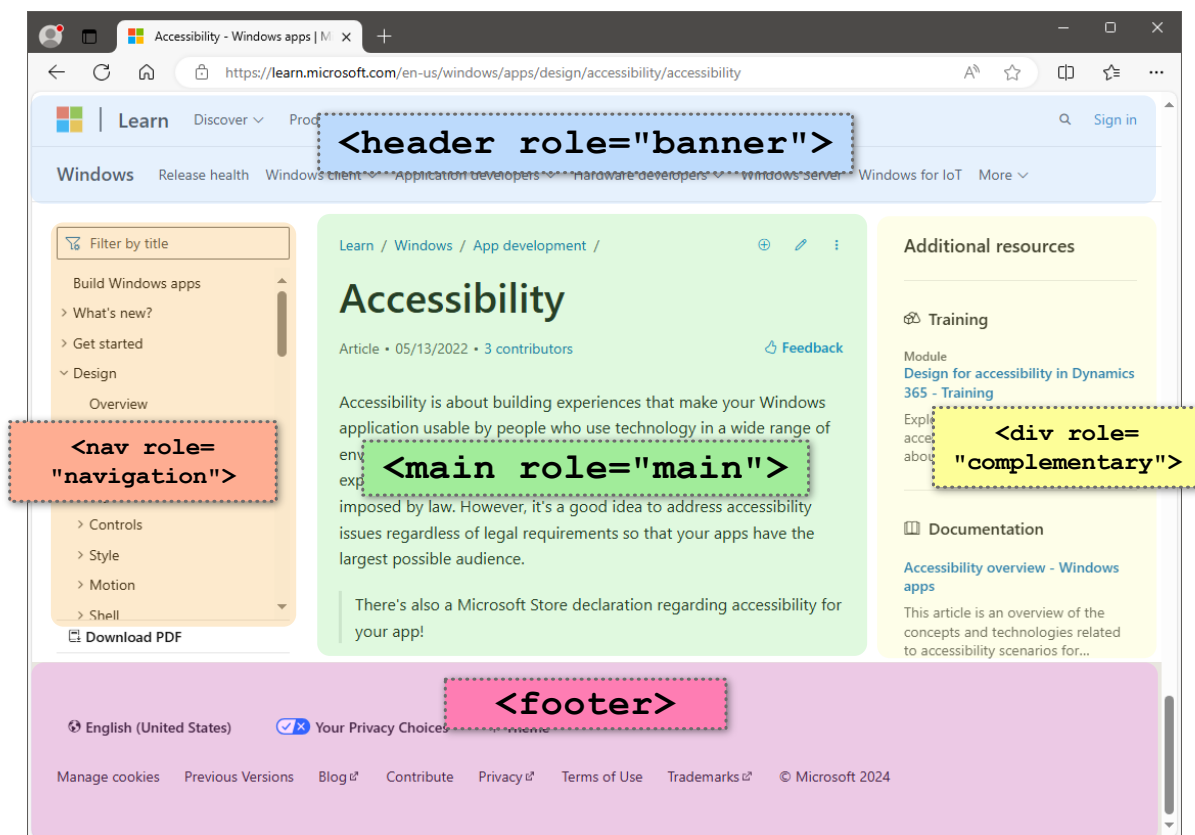 Accessibility - Windows apps | M
https://learn.microsoft.com/en-us/windows/apps/design/accessibility/accessibility
Learn Discover Sign in
<header role="banner">
Windows Release health Windows client Application developers Hardware developers Windows Server Windows for IoT More
Filter by title
Build Windows apps
What's new?
Get started
Design
Overview
<nav role=
"navigation">
Controls
Style
Motion
Shell
Download PDF
Learn / Windows / App development /
Accessibility
Article • 05/13/2022 • 3 contributors
Feedback
Accessibility is about building experiences that make your Windows
application usable by people who use technology in a wide range of
<main role="main">
imposed by law. However, it's a good idea to address accessibility
issues regardless of legal requirements so that your apps have the
largest possible audience.
There's also a Microsoft Store declaration regarding accessibility for
your app!
Additional resources
Training
Module
Design for accessibility in Dynamics
365 - Training
<div role=
"complementary">
Documentation
Accessibility overview - Windows
apps
This article is an overview of the
concepts and technologies related
to accessibility scenarios for...
<footer>
English (United States) Your Privacy Choices Theme
Manage cookies Previous Versions Blog Contribute Privacy Terms of Use Trademarks © Microsoft 2024